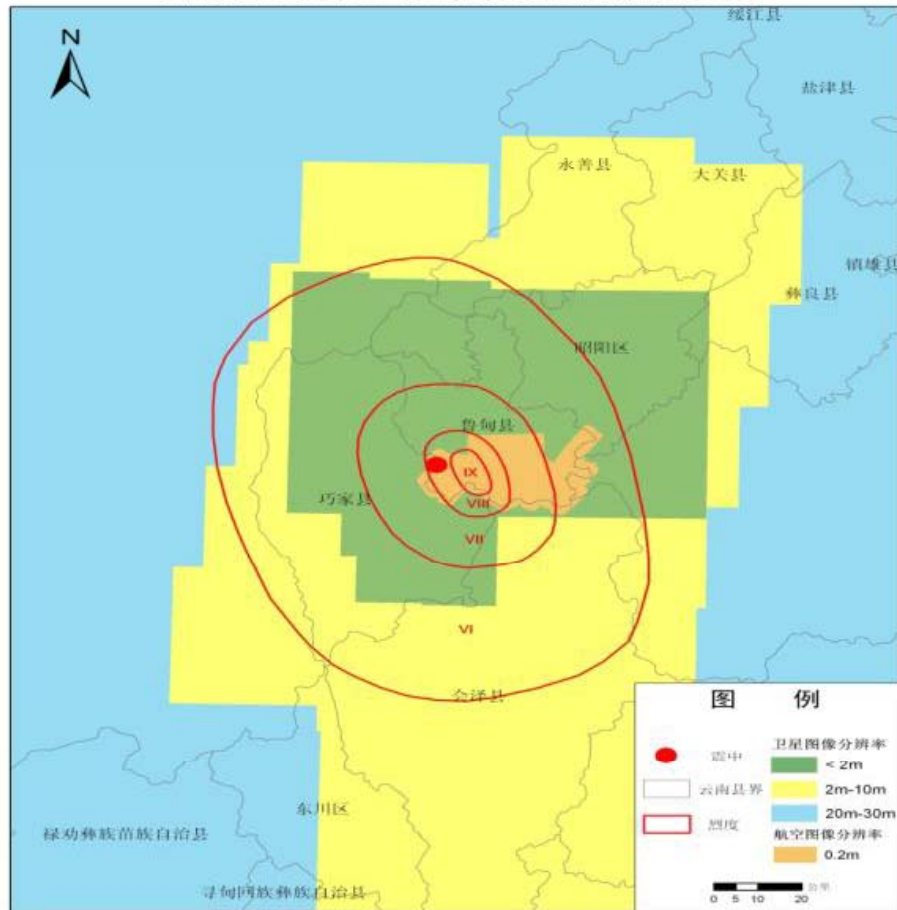 绥江县
N
盐津县
永善县
大关县
镇雄县
彝良县
昭阳区
鲁甸县
IX
巧家县
VIII
VII
VI
会泽县
图 例
震中
云南县界
烈度
卫星图像分辨率
< 2m
2m-10m
20m-30m
航空图像分辨率
0.2m
公里
0 5 10 20
东川区
禄劝彝族苗族自治县
寻甸回族彝族自治县